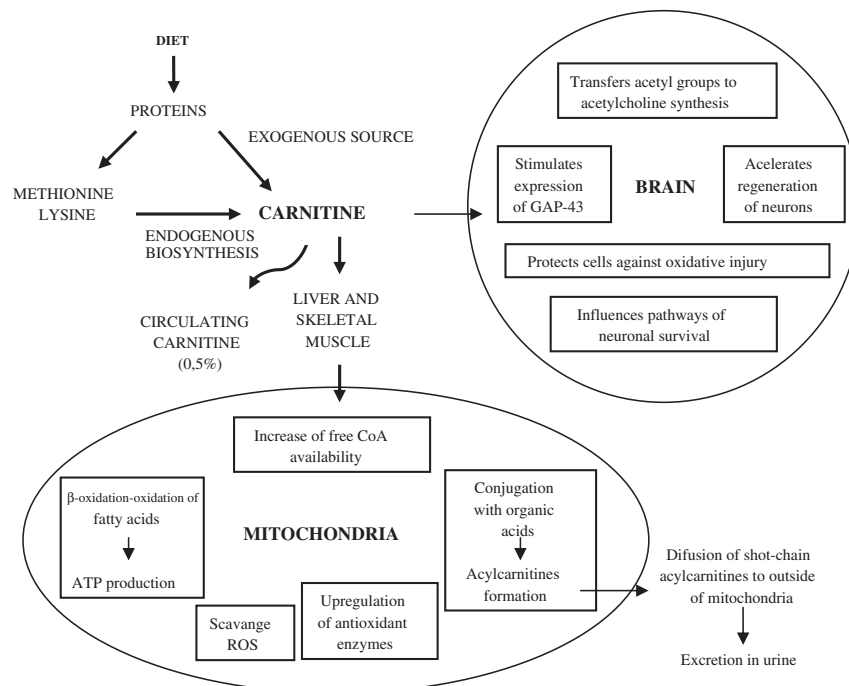 DIET
PROTEINS
EXOGENOUS SOURCE
METHIONINE
LYSINE
CARNITINE
ENDOGENOUS
BIOSYNTHESIS
CIRCULATING
CARNITINE
(0,5%)
LIVER AND
SKELETAL
MUSCLE
Transfers acetyl groups to
acetylcholine synthesis
Stimulates
expression
of GAP-43
BRAIN
Acelerates
regeneration
of neurons
Protects cells against oxidative injury
Influences pathways of
neuronal survival
Increase of free CoA
availability
β-oxidation-oxidation of
fatty acids
ATP production
MITOCHONDRIA
Conjugation
with organic
acids
Acylcarnitines
formation
Scavange
ROS
Upregulation
of antioxidant
enzymes
Difusion of shot-chain
acylcarnitines to outside
of mitochondria
Excretion in urine